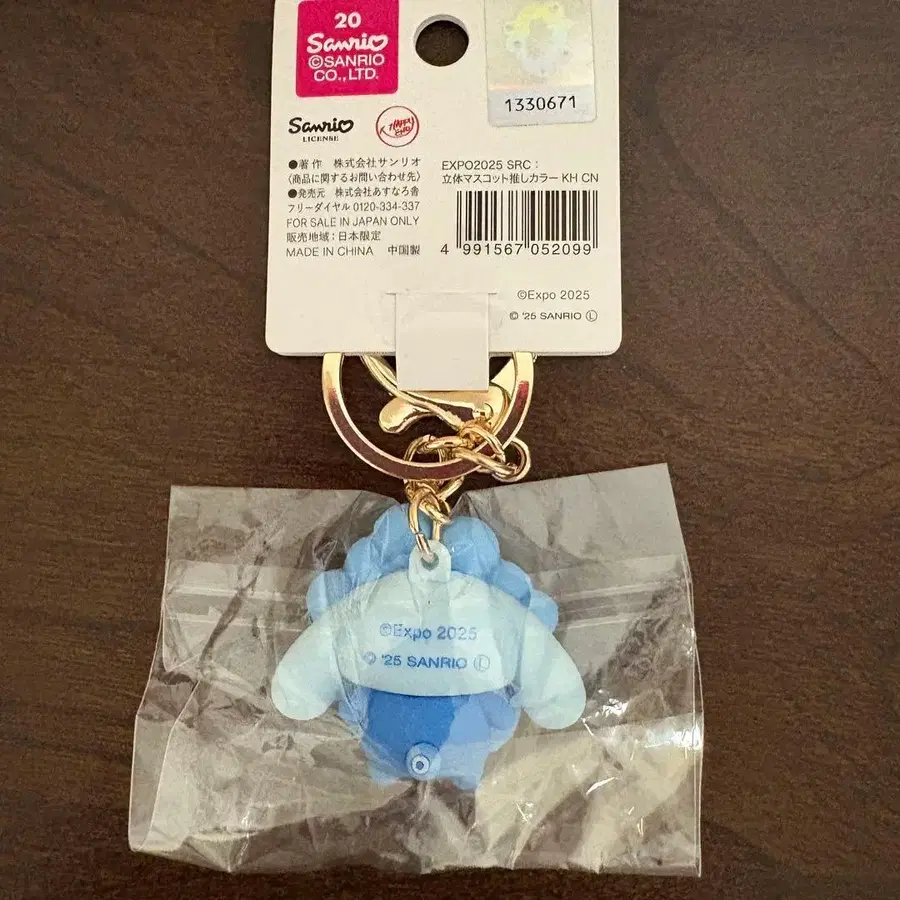 20
Sanrio
©SANRIO
CO.,LTD.
1330671
Sanrio
LICENSE
HAPPY
●著作 株式会社サンリオ
〈商品に関するお問い合わせ先〉
●発売元 株式会社あすなろ舎
フリーダイヤル 0120-334-337
FOR SALE IN JAPAN ONLY
販売地域：日本限定
MADE IN CHINA 中国製
EXPO2025 SRC：
立体マスコット推しカラー KH CN
4 991567 052099
©Expo 2025
© '25 SANRIO Ⓛ
©Expo 2025
© '25 SANRIO Ⓛ